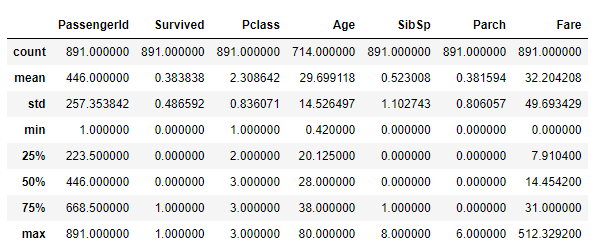 PassengerId Survived Pclass Age SibSp Parch Fare
count 891.000000 891.000000 891.000000 714.000000 891.000000 891.000000 891.000000
mean 446.000000 0.383838 2.308642 29.699118 0.523008 0.381594 32.204208
std 257.353842 0.486592 0.836071 14.526497 1.102743 0.806057 49.693429
min 1.000000 0.000000 1.000000 0.420000 0.000000 0.000000 0.000000
25% 223.500000 0.000000 2.000000 20.125000 0.000000 0.000000 7.910400
50% 446.000000 0.000000 3.000000 28.000000 0.000000 0.000000 14.454200
75% 668.500000 1.000000 3.000000 38.000000 1.000000 0.000000 31.000000
max 891.000000 1.000000 3.000000 80.000000 8.000000 6.000000 512.329200